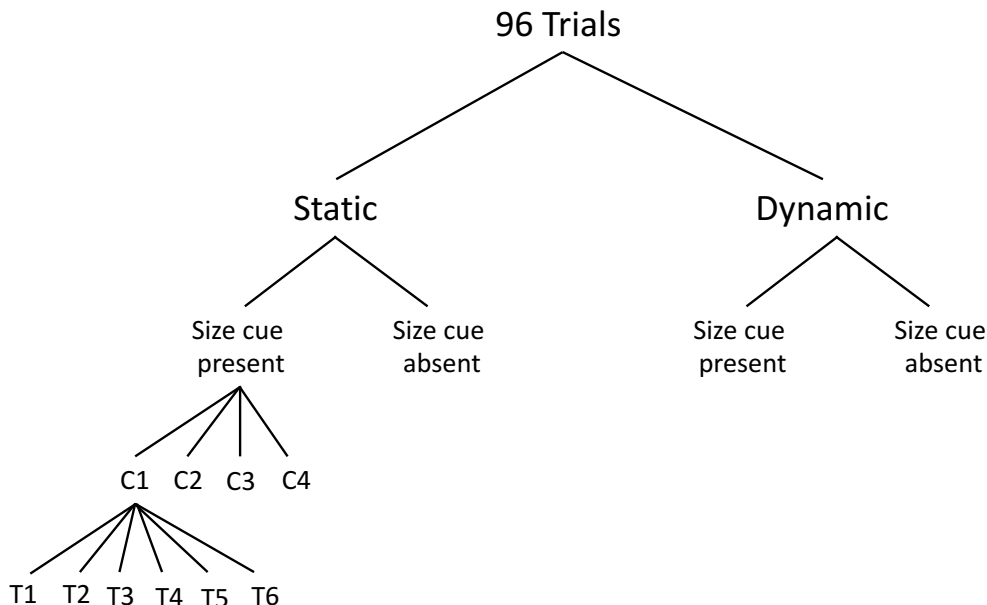 96 Trials
Static
Dynamic
Size cue
present
Size cue
absent
Size cue
present
Size cue
absent
C1
C2
C3
C4
T1
T2
T3
T4
T5
T6